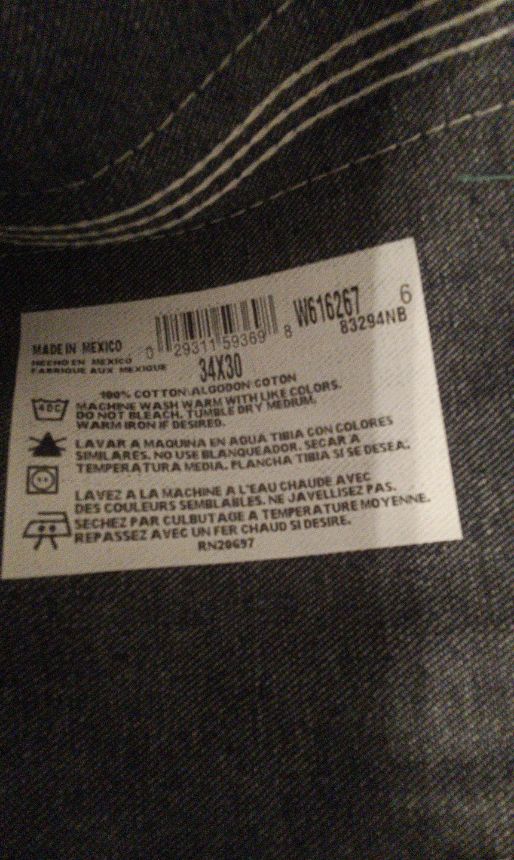 W616267 6
83294NB
0 29311 59369 8
MADE IN MEXICO
HECHO EN MEXICO
FABRIQUE AUX MEXIQUE
34X30
100% COTTON\ALGODON\COTON
MACHINE WASH WARM WITH LIKE COLORS.
DO NOT BLEACH. TUMBLE DRY MEDIUM.
WARM IRON IF DESIRED.
40C
LAVAR A MAQUINA EN AGUA TIBIA CON COLORES
SIMILARES. NO USE BLANQUEADOR. SECAR A
TEMPERATURA MEDIA. PLANCHA TIBIA SI SE DESEA.
LAVEZ A LA MACHINE A L'EAU CHAUDE AVEC
DES COULEURS SEMBLABLES. NE JAVELLISEZ PAS.
SECHEZ PAR CULBUTAGE A TEMPERATURE MOYENNE.
REPASSEZ AVEC UN FER CHAUD SI DESIRE.
RN20697